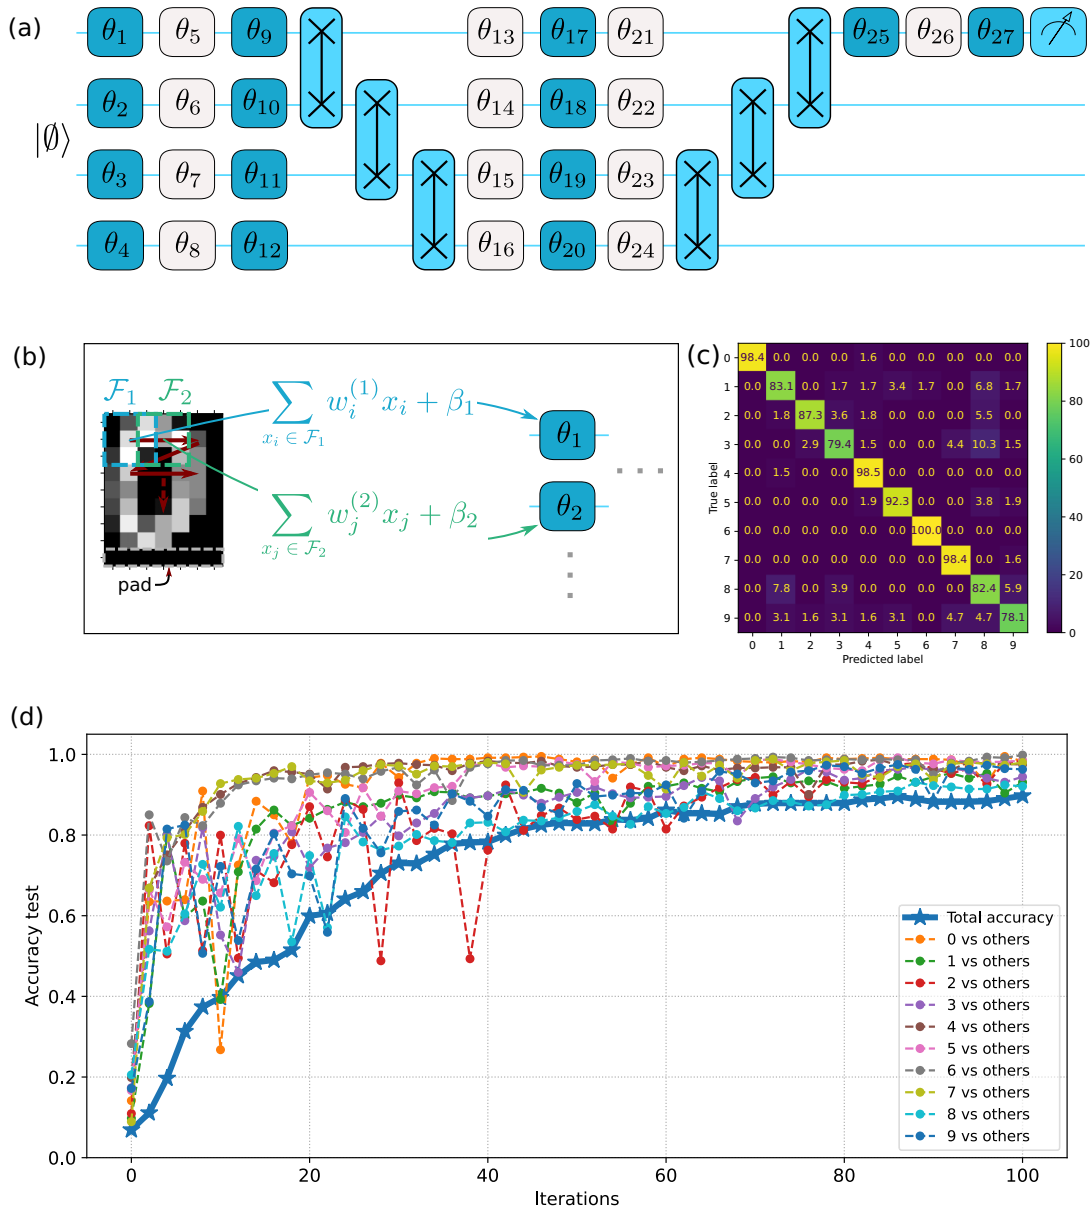 (a)
θ1 θ5 θ9 θ13 θ17 θ21 θ25 θ26 θ27
θ2 θ6 θ10 θ14 θ18 θ22
|∅⟩
θ3 θ7 θ11 θ15 θ19 θ23
θ4 θ8 θ12 θ16 θ20 θ24
(b)
F1 F2
∑ x_i ∈ F1 w_i^(1) x_i + β1
θ1
∑ x_j ∈ F2 w_j^(2) x_j + β2
θ2
pad
(c)
True label
0 98.4 0.0 0.0 0.0 1.6 0.0 0.0 0.0 0.0 0.0
1 0.0 83.1 0.0 1.7 1.7 3.4 1.7 0.0 6.8 1.7
2 0.0 1.8 87.3 3.6 1.8 0.0 0.0 0.0 5.5 0.0
3 0.0 0.0 2.9 79.4 1.5 0.0 0.0 4.4 10.3 1.5
4 0.0 1.5 0.0 0.0 98.5 0.0 0.0 0.0 0.0 0.0
5 0.0 0.0 0.0 0.0 1.9 92.3 0.0 0.0 3.8 1.9
6 0.0 0.0 0.0 0.0 0.0 0.0 100.0 0.0 0.0 0.0
7 0.0 0.0 0.0 0.0 0.0 0.0 0.0 98.4 0.0 1.6
8 0.0 7.8 0.0 3.9 0.0 0.0 0.0 0.0 82.4 5.9
9 0.0 3.1 1.6 3.1 1.6 3.1 0.0 4.7 4.7 78.1
0 1 2 3 4 5 6 7 8 9
Predicted label
100
80
60
40
20
0
(d)
Accuracy test
1.0
0.8
0.6
0.4
0.2
0.0
0 20 40 60 80 100
Iterations
Total accuracy
0 vs others
1 vs others
2 vs others
3 vs others
4 vs others
5 vs others
6 vs others
7 vs others
8 vs others
9 vs others